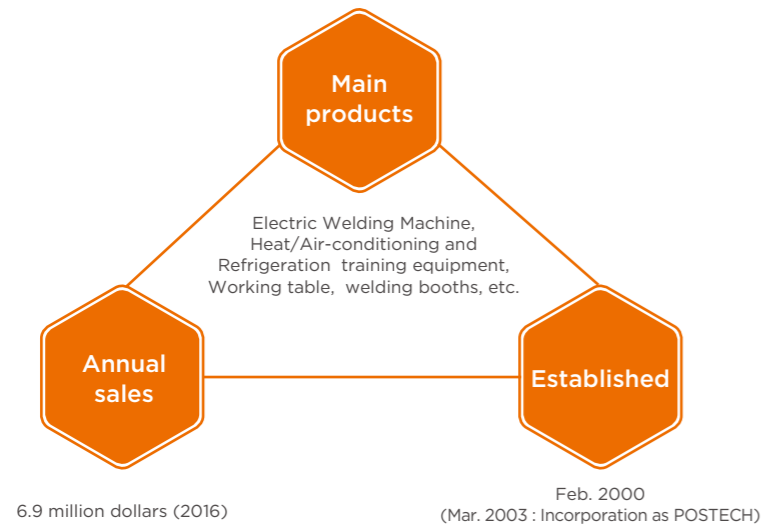 Main
products
Electric Welding Machine,
Heat/Air-conditioning and
Refrigeration training equipment,
Working table, welding booths, etc.
Annual
sales
Established
6.9 million dollars (2016)
Feb. 2000
(Mar. 2003 : Incorporation as POSTECH)